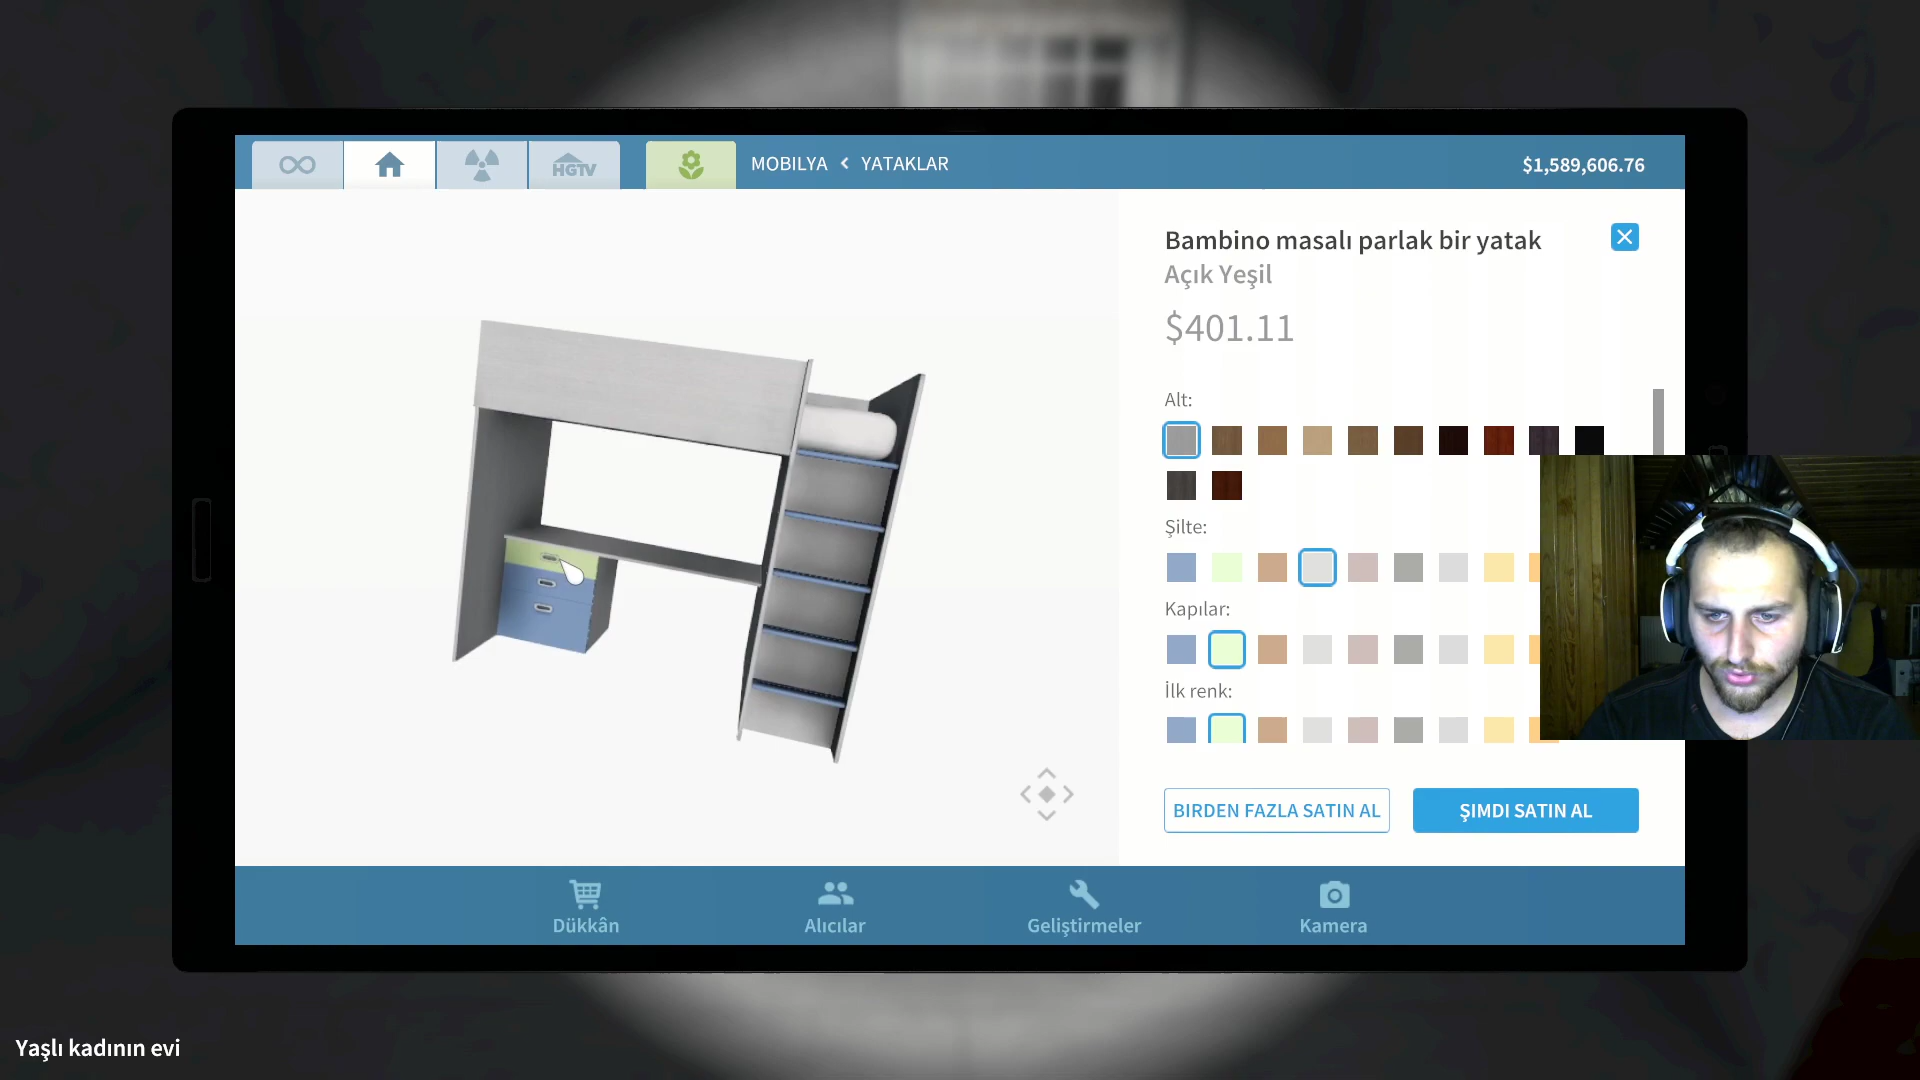 HGTV
MOBILYA < YATAKLAR
$1,589,606.76
Bambino masalı parlak bir yatak
Açık Yeşil
$401.11
Alt:
Şilte:
Kapılar:
İlk renk:
BIRDEN FAZLA SATIN AL
ŞIMDI SATIN AL
Dükkân
Alıcılar
Geliştirmeler
Kamera
Yaşlı kadının evi